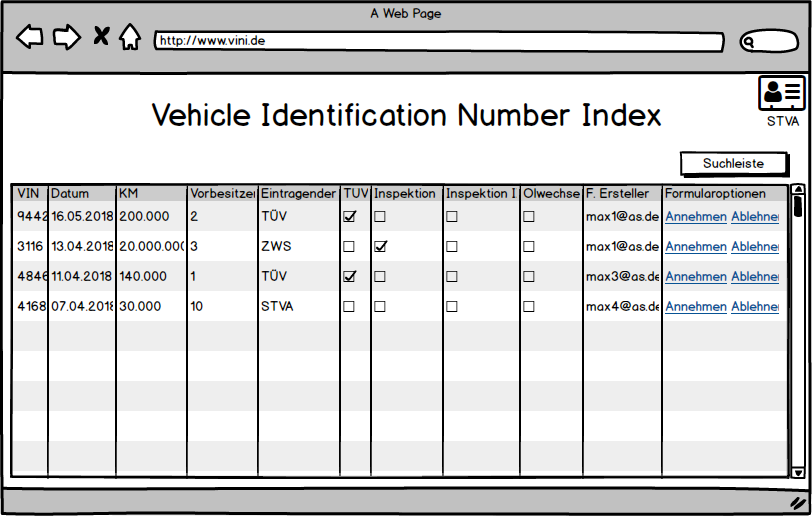 A Web Page
http://www.vini.de
STVA
Vehicle Identification Number Index
Suchleiste
VIN Datum KM Vorbesitzer Eintragender TUV Inspektion Inspektion I Olwechse F. Ersteller Formularoptionen
9442 16.05.2018 200.000 2 TÜV max1@as.de Annehmen Ablehnen
3116 13.04.2018 20.000.000 3 ZWS max1@as.de Annehmen Ablehnen
4846 11.04.2018 140.000 1 TÜV max3@as.de Annehmen Ablehnen
4168 07.04.2018 30.000 10 STVA max4@as.de Annehmen Ablehnen